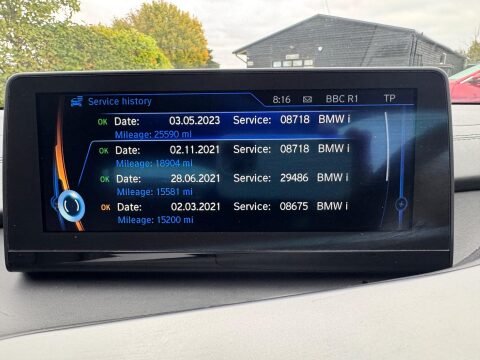 Service history 8:16 BBC R1 TP
OK Date: 03.05.2023 Service: 08718 BMW i
Mileage: 25590 mi
OK Date: 02.11.2021 Service: 08718 BMW i
Mileage: 18904 mi
OK Date: 28.06.2021 Service: 29486 BMW i
Mileage: 15581 mi
OK Date: 02.03.2021 Service: 08675 BMW i
Mileage: 15200 mi